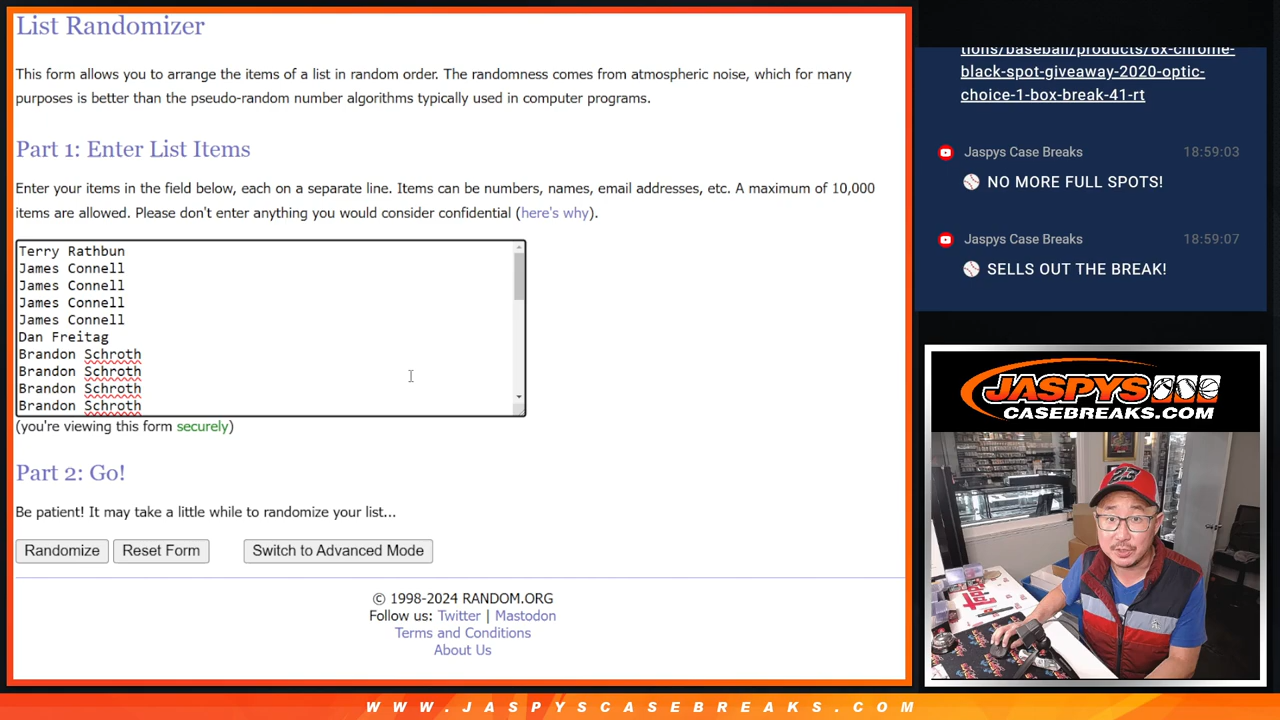 List Randomizer
This form allows you to arrange the items of a list in random order. The randomness comes from atmospheric noise, which for many
purposes is better than the pseudo-random number algorithms typically used in computer programs.
Part 1: Enter List Items
Enter your items in the field below, each on a separate line. Items can be numbers, names, email addresses, etc. A maximum of 10,000
items are allowed. Please don't enter anything you would consider confidential (here's why).
Terry Rathbun
James Connell
James Connell
James Connell
James Connell
Dan Freitag
Brandon Schroth
Brandon Schroth
Brandon Schroth
Brandon Schroth
(you're viewing this form securely)
Part 2: Go!
Be patient! It may take a little while to randomize your list...
Randomize Reset Form Switch to Advanced Mode
© 1998-2024 RANDOM.ORG
Follow us: Twitter | Mastodon
Terms and Conditions
About Us
tions/baseball/products/6x-chrome-
black-spot-giveaway-2020-optic-
choice-1-box-break-41-rt
Jaspys Case Breaks 18:59:03
NO MORE FULL SPOTS!
Jaspys Case Breaks 18:59:07
SELLS OUT THE BREAK!
JASPYS
CASEBREAKS.COM
23
WWW.JASPYSCASEBREAKS.COM